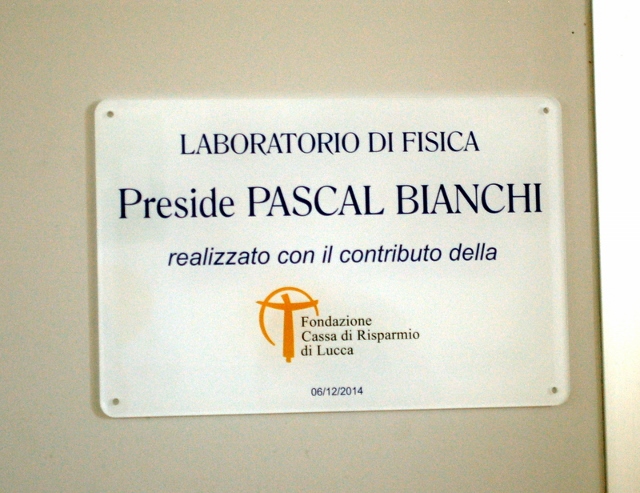 LABORATORIO DI FISICA
Preside PASCAL BIANCHI
realizzato con il contributo della
Fondazione
Cassa di Risparmio
di Lucca
06/12/2014